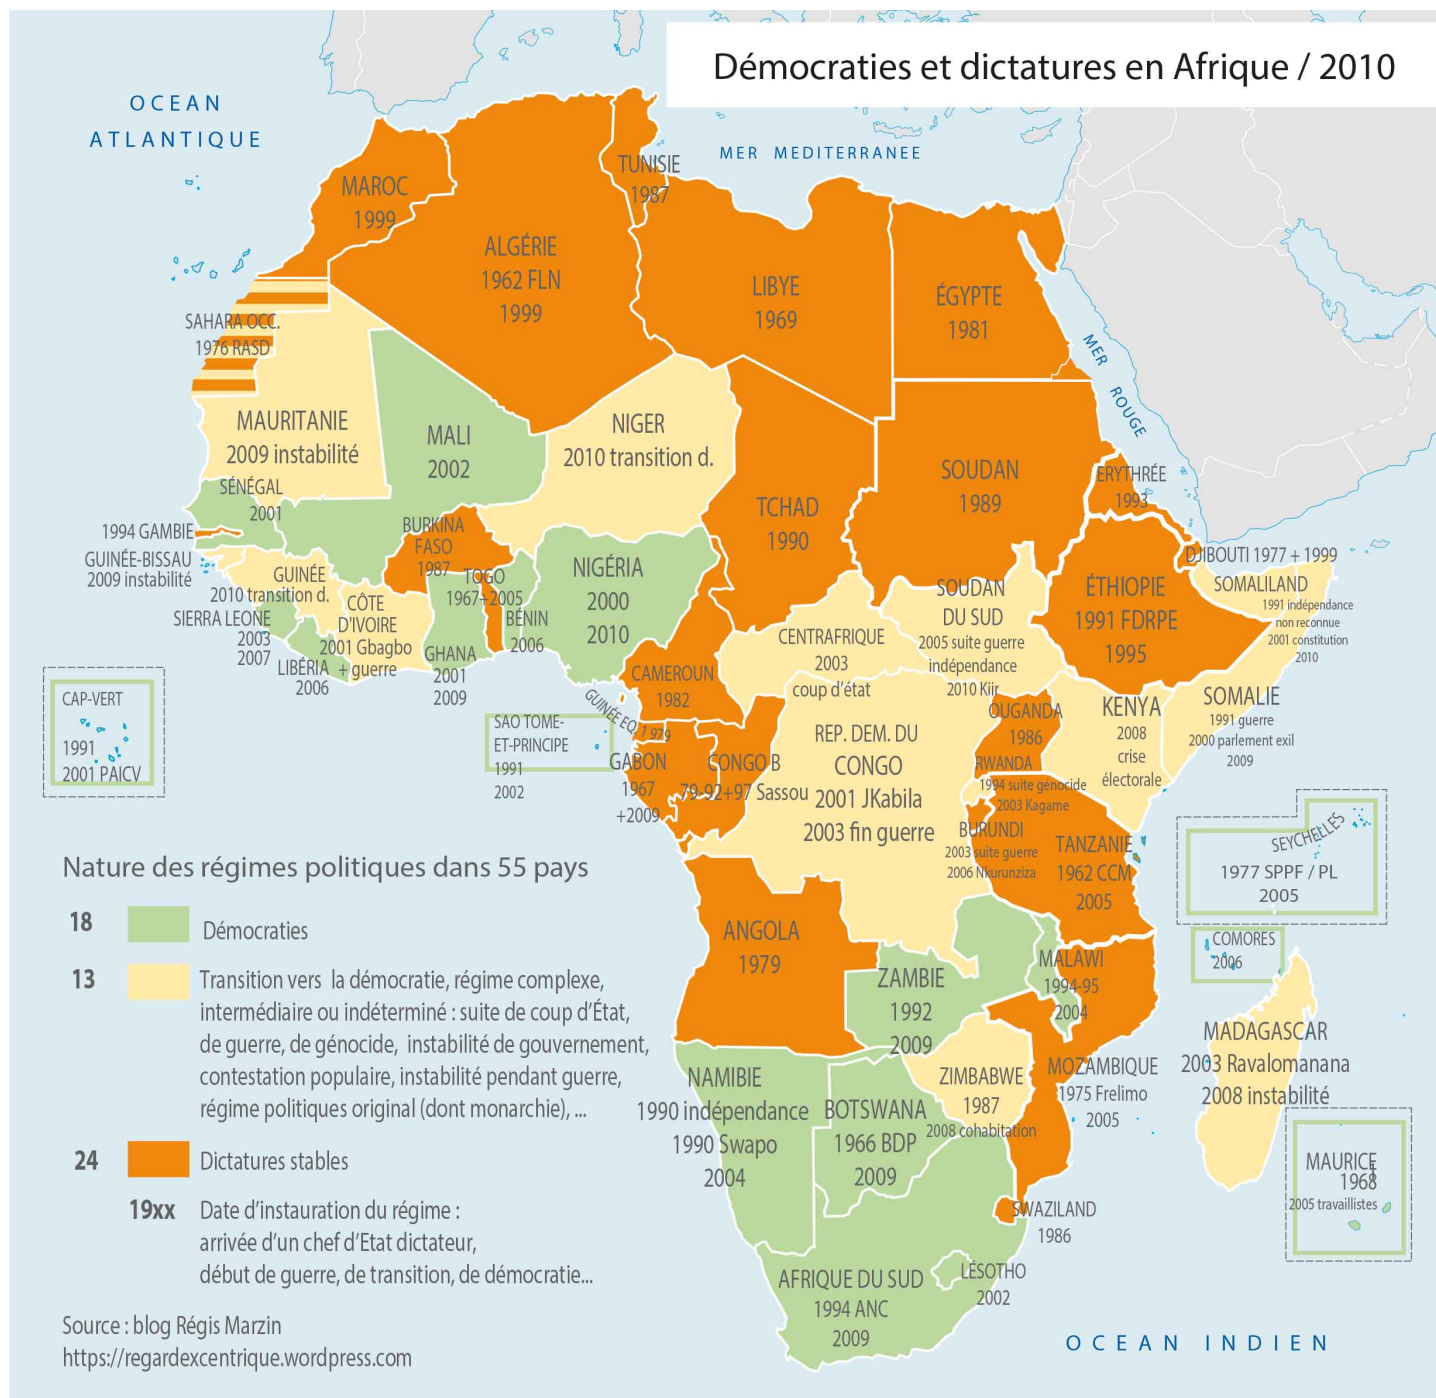 Démocraties et dictatures en Afrique / 2010
OCEAN
ATLANTIQUE
MER MEDITERRANEE
MER ROUGE
MAROC
1999
TUNISIE
1987
ALGÉRIE
1962 FLN
1999
LIBYE
1969
ÉGYPTE
1981
SAHARA OCC.
1976 RASD
MAURITANIE
2009 instabilité
MALI
2002
NIGER
2010 transition d.
TCHAD
1990
SOUDAN
1989
ERYTHRÉE
1993
SÉNÉGAL
2001
1994 GAMBIE
GUINÉE-BISSAU
2009 instabilité
GUINÉE
2010 transition d.
SIERRA LEONE
2003
2007
LIBÉRIA
2006
CÔTE
D'IVOIRE
2001 Gbagbo
+ guerre
BURKINA
FASO
1987
TOGO
1967+2005
GHANA
2001
2009
BÉNIN
2006
NIGÉRIA
2000
2010
CAMEROUN
1982
CENTRAFRIQUE
2003
coup d'état
SOUDAN
DU SUD
2005 suite guerre
indépendance
2010 Kiir
ÉTHIOPIE
1991 FDRPE
1995
DJIBOUTI 1977 + 1999
SOMALILAND
1991 indépendance
non reconnue
2001 constitution
2010
SOMALIE
1991 guerre
2000 parlement exil
2009
KENYA
2008
crise
électorale
OUGANDA
1986
RWANDA
1994 suite génocide
2003 Kagame
BURUNDI
2003 suite guerre
2006 Nkurunziza
TANZANIE
1962 CCM
2005
CAP-VERT
1991
2001 PAICV
SAO TOME-
ET-PRINCIPE
1991
2002
GUINÉE EQ. 1979
GABON
1967
+2009
CONGO B
79-92+97 Sassou
REP. DEM. DU
CONGO
2001 JKabila
2003 fin guerre
SEYCHELLES
1977 SPPF / PL
2005
COMORES
2006
ANGOLA
1979
ZAMBIE
1992
2009
MALAWI
1994-95
2004
MOZAMBIQUE
1975 Frelimo
2005
MADAGASCAR
2003 Ravalomanana
2008 instabilité
MAURICE
1968
2005 travaillistes
NAMIBIE
1990 indépendance
1990 Swapo
2004
BOTSWANA
1966 BDP
2009
ZIMBABWE
1987
2008 cohabitation
SWAZILAND
1986
AFRIQUE DU SUD
1994 ANC
2009
LÉSOTHO
2002
OCEAN INDIEN
Nature des régimes politiques dans 55 pays
18 Démocraties
13 Transition vers la démocratie, régime complexe,
intermédiaire ou indéterminé : suite de coup d'État,
de guerre, de génocide, instabilité de gouvernement,
contestation populaire, instabilité pendant guerre,
régime politiques original (dont monarchie), ...
24 Dictatures stables
19xx Date d'instauration du régime :
arrivée d'un chef d'Etat dictateur,
début de guerre, de transition, de démocratie...
Source : blog Régis Marzin
https://regardexcentrique.wordpress.com